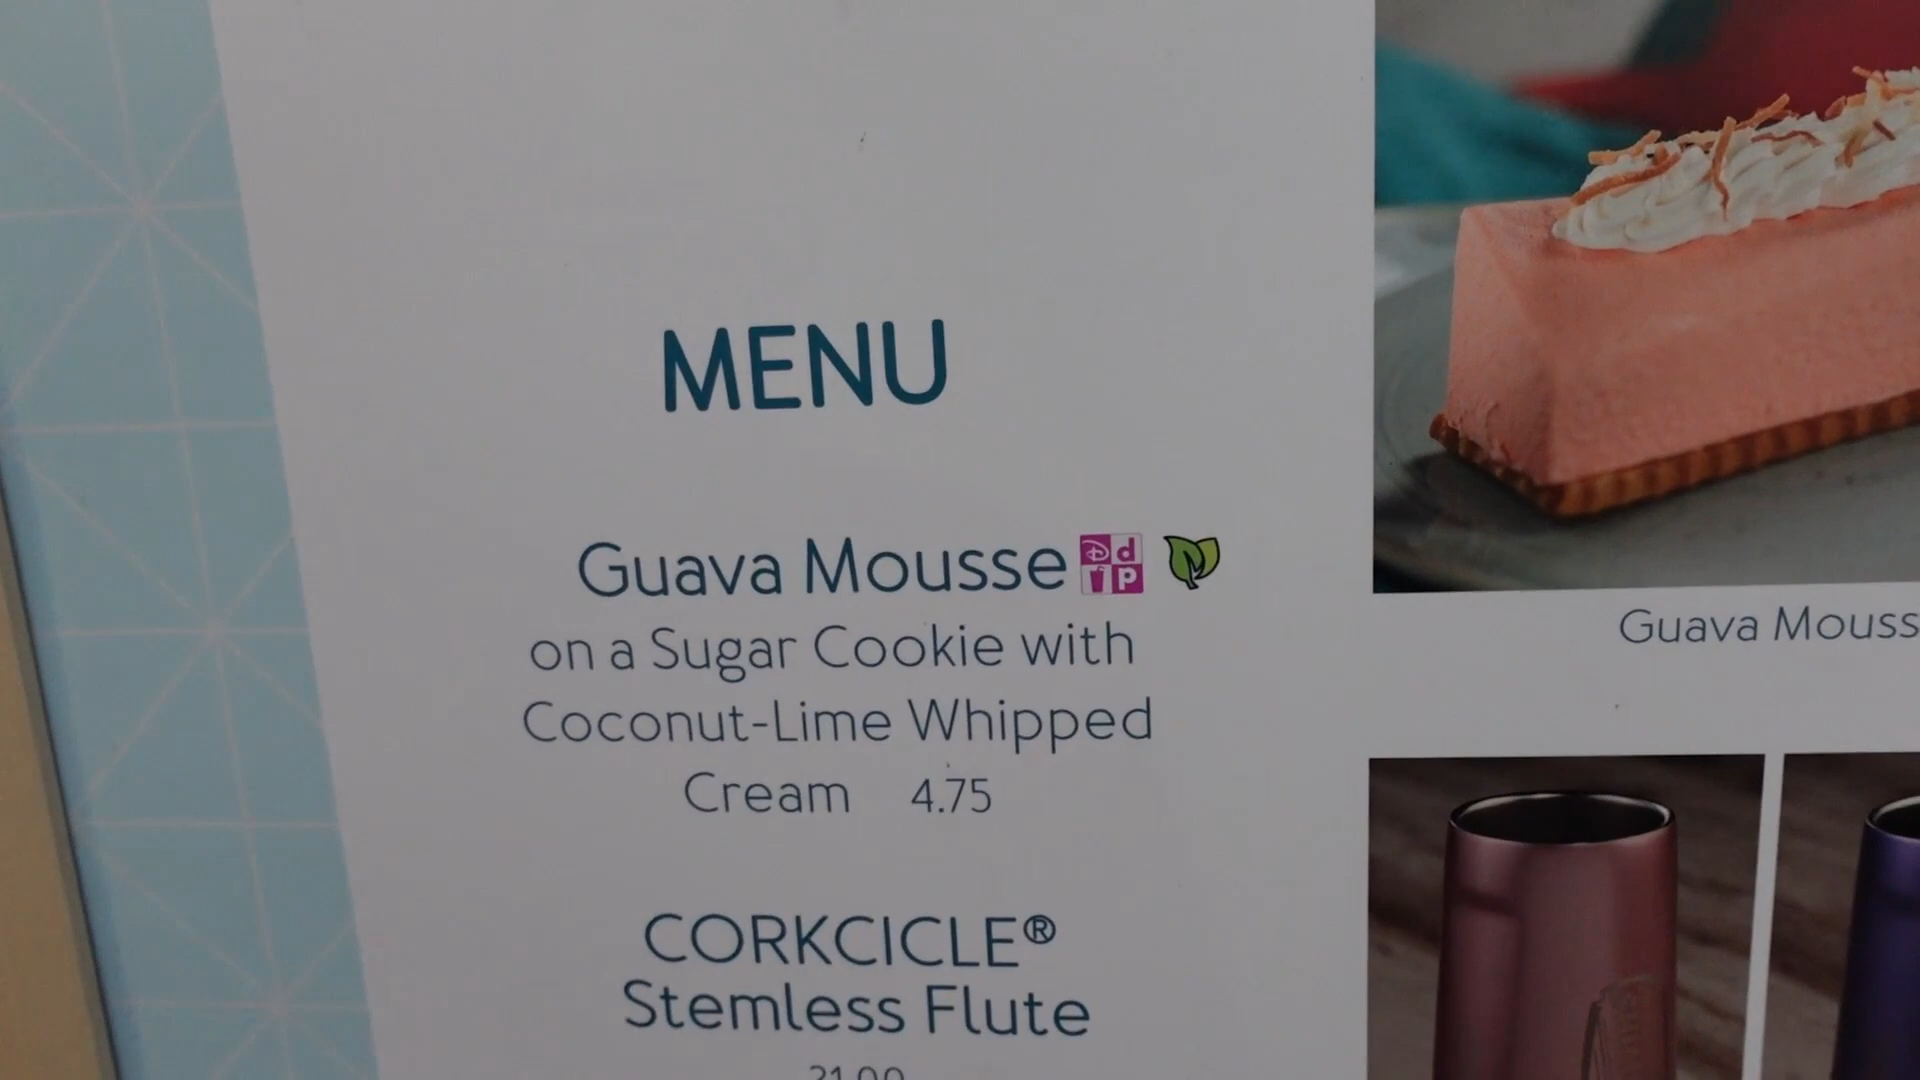 MENU
Guava Mousse
on a Sugar Cookie with
Coconut-Lime Whipped
Cream 4.75
CORKCICLE®
Stemless Flute
Guava Mouss